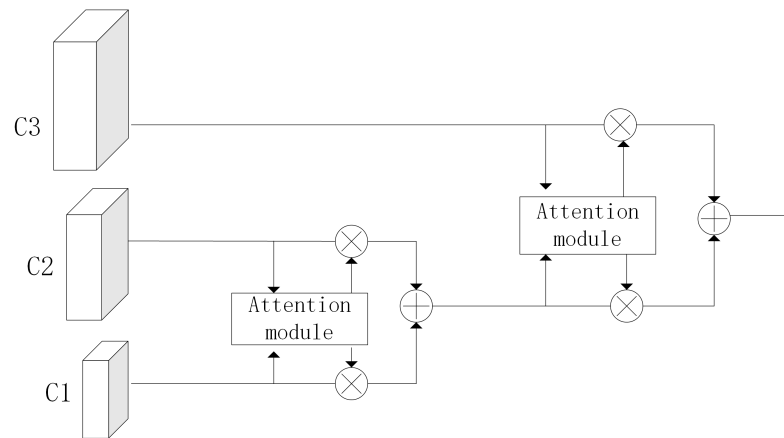 C3
Attention
module
C2
Attention
module
C1